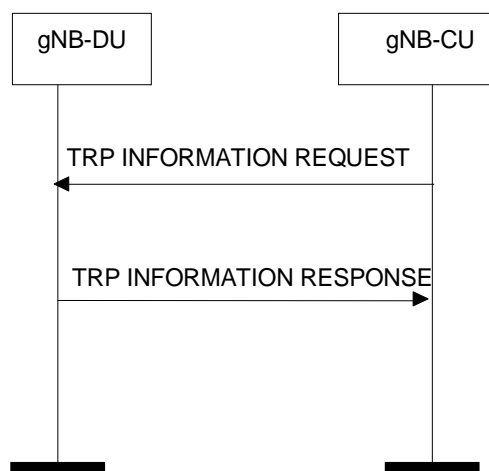 gNB-DU
gNB-CU
TRP INFORMATION REQUEST
TRP INFORMATION RESPONSE